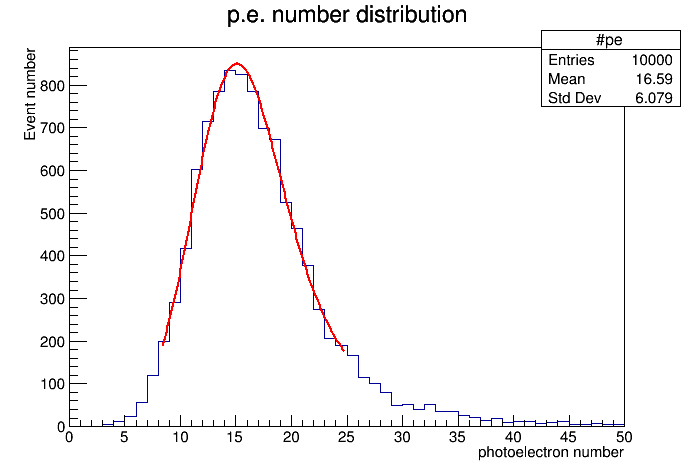 p.e. number distribution
#pe
Entries 10000
Mean 16.59
Std Dev 6.079
Event number
800
700
600
500
400
300
200
100
0
0 5 10 15 20 25 30 35 40 45 50
photoelectron number